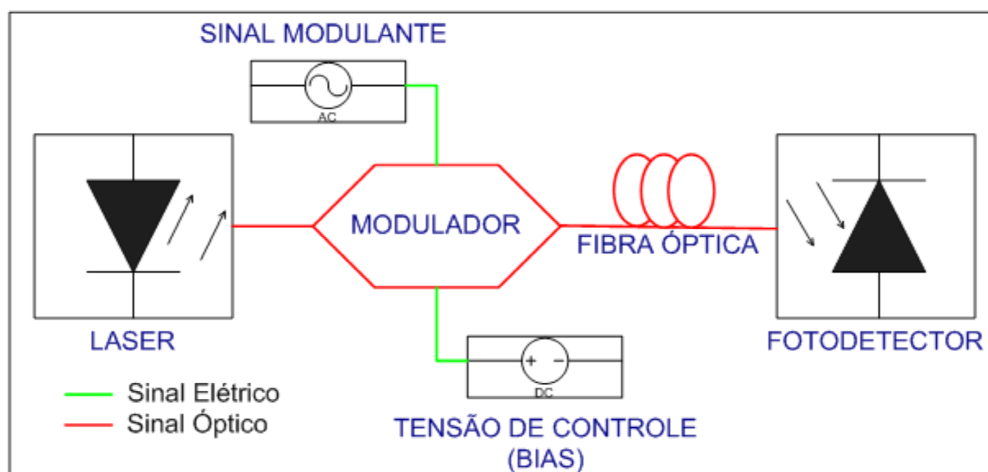 SINAL MODULANTE
AC
MODULADOR
FIBRA ÓPTICA
LASER
FOTODETECTOR
+ -
DC
Sinal Elétrico
Sinal Óptico
TENSÃO DE CONTROLE
(BIAS)